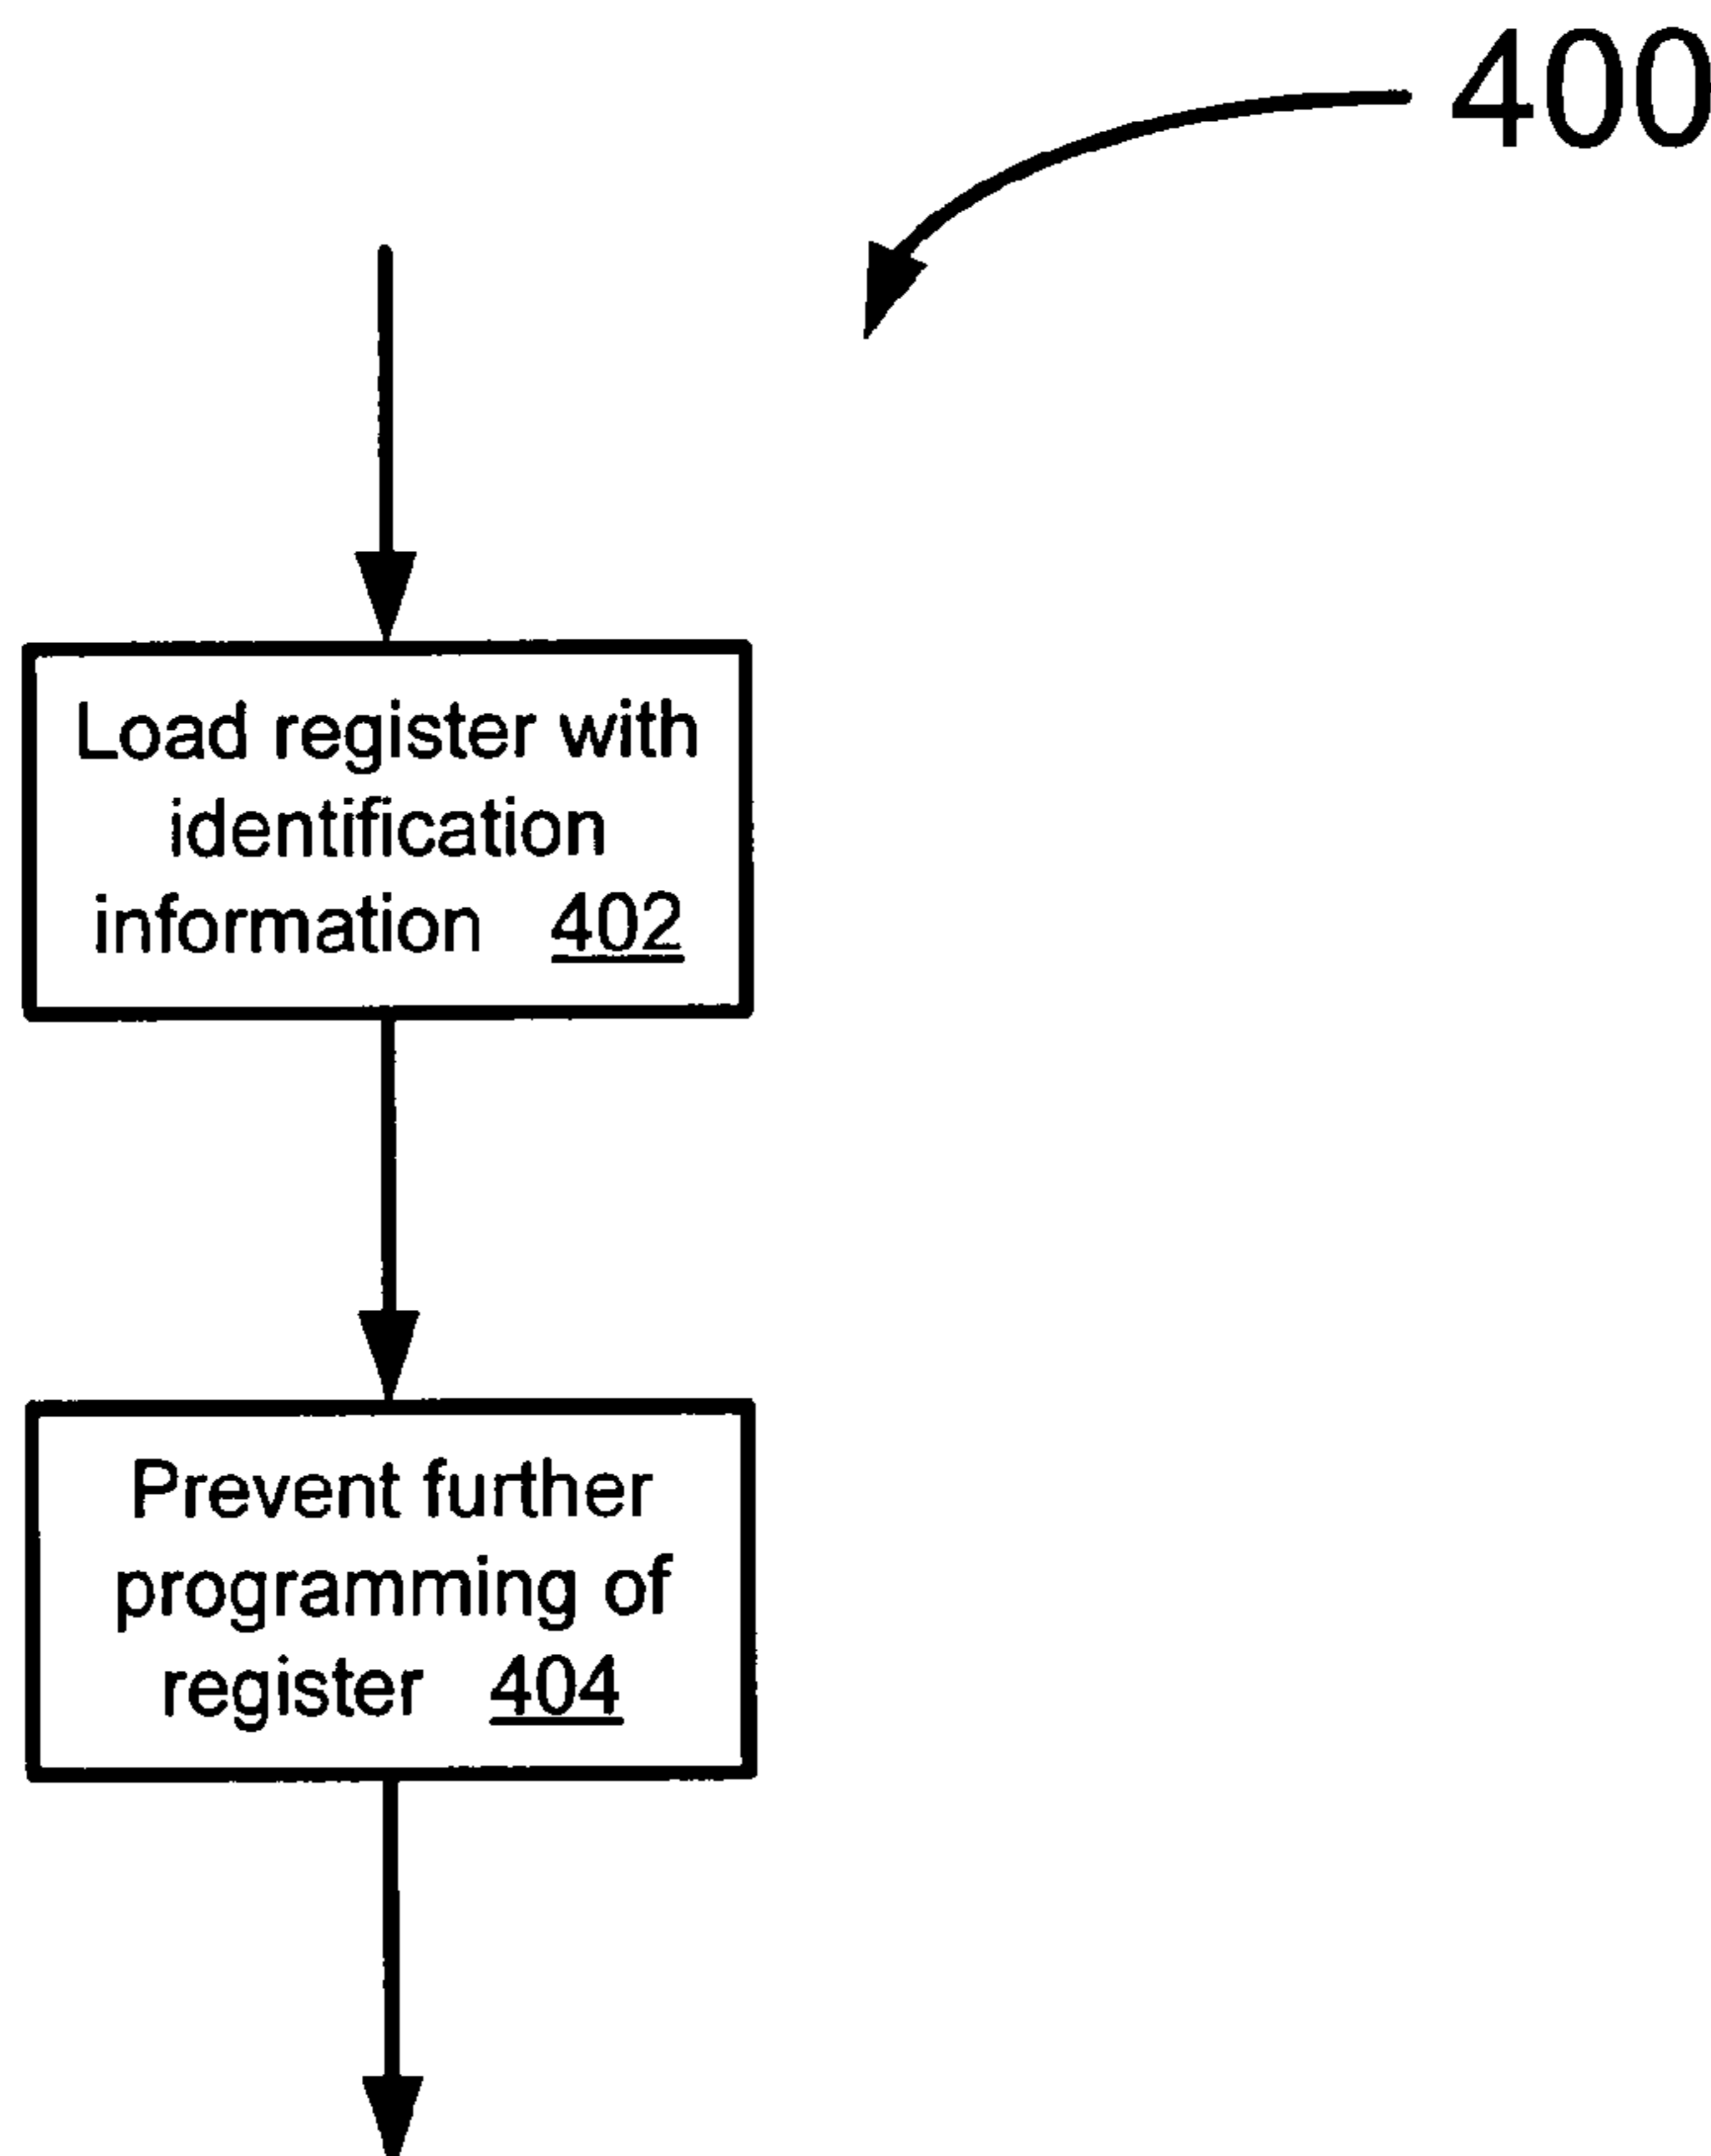 400
Load register with
identification
information 402
Prevent further
programming of
register 404